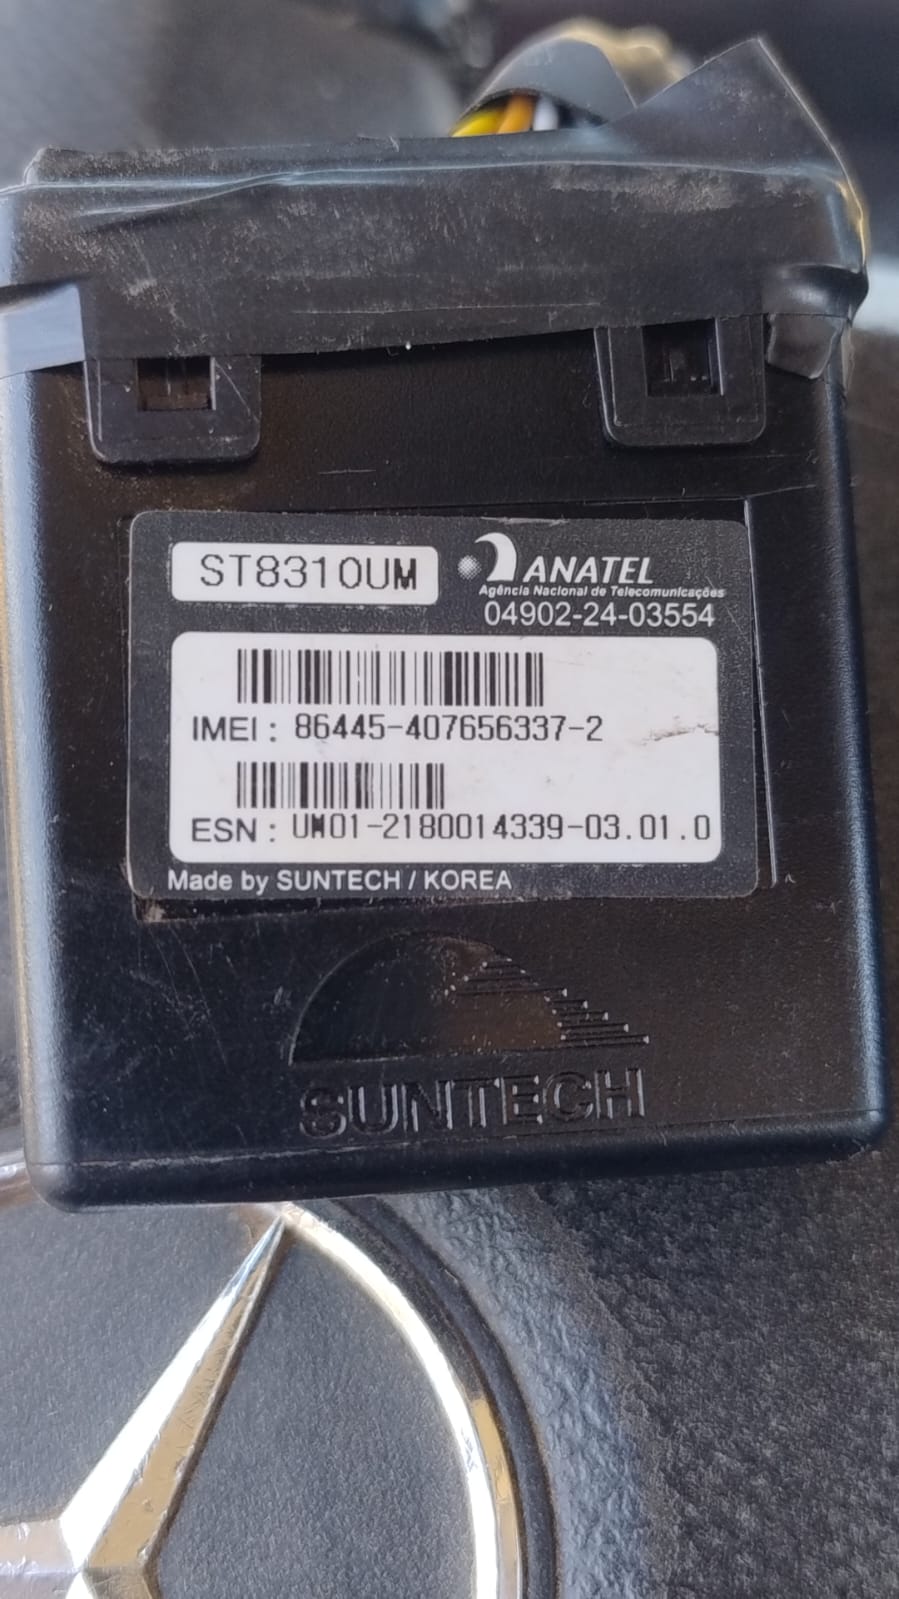 ST8310UM
ANATEL
Agência Nacional de Telecomunicações
04902-24-03554
IMEI : 86445-407656337-2
ESN : UM01-2180014339-03.01.0
Made by SUNTECH / KOREA
SUNTECH